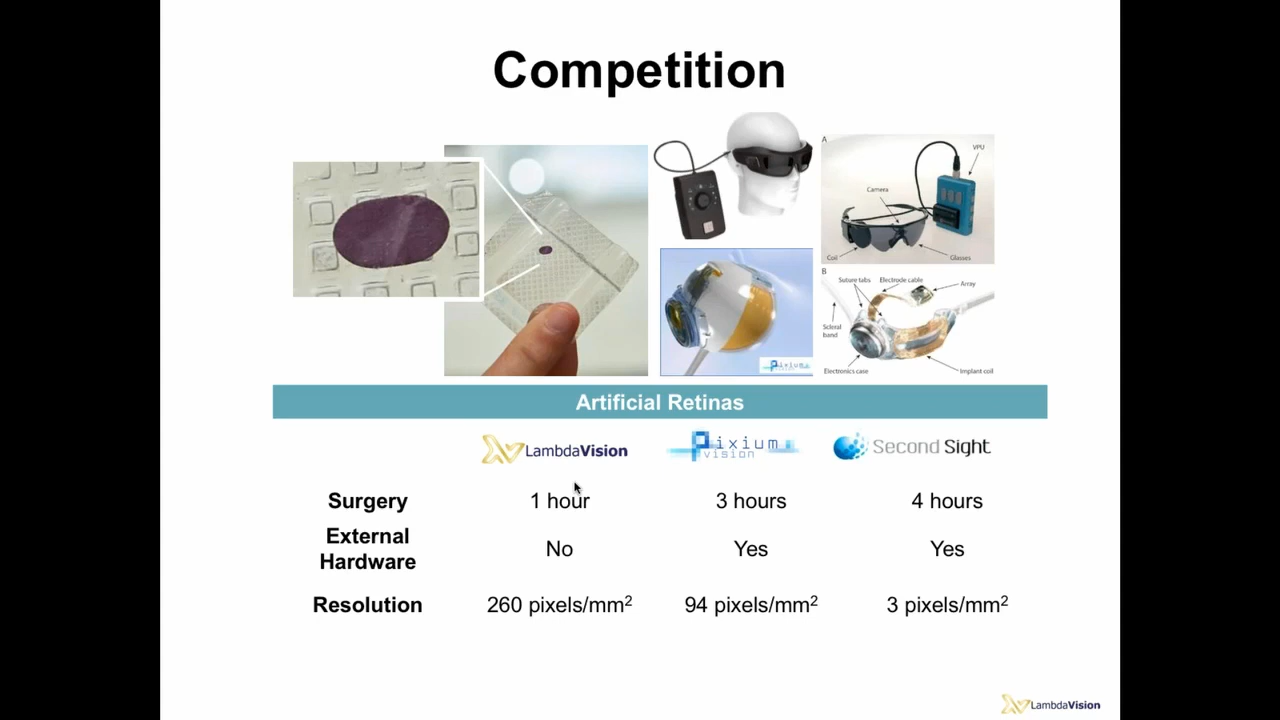 Competition
A
VPU
Camera
Coil
Glasses
B
Suture tabs
Electrode cable
Array
Scleral
band
Electronics case
Implant coil
Pixium
vision
Artificial Retinas
LambdaVision
Pixium
vision
Second Sight
Surgery
1 hour
3 hours
4 hours
External
Hardware
No
Yes
Yes
Resolution
260 pixels/mm²
94 pixels/mm²
3 pixels/mm²
LambdaVision